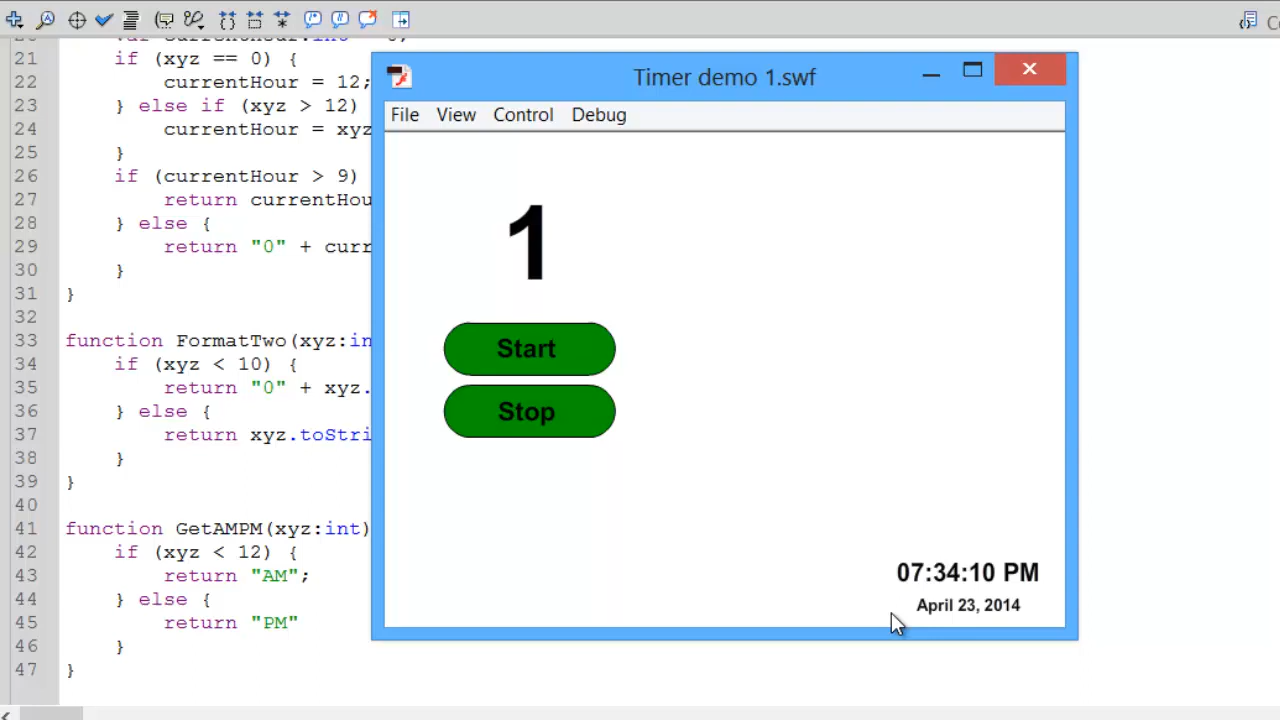 21 if (xyz == 0) {
22 currentHour = 12;
23 } else if (xyz > 12)
24 currentHour = xyz
25 }
26 if (currentHour > 9)
27 return currentHou
28 } else {
29 return "0" + curr
30 }
31 }
32
33 function FormatTwo(xyz:in
34 if (xyz < 10) {
35 return "0" + xyz.
36 } else {
37 return xyz.toStri
38 }
39 }
40
41 function GetAMPM(xyz:int)
42 if (xyz < 12) {
43 return "AM";
44 } else {
45 return "PM"
46 }
47 }
Timer demo 1.swf
File View Control Debug
1
Start
Stop
07:34:10 PM
April 23, 2014